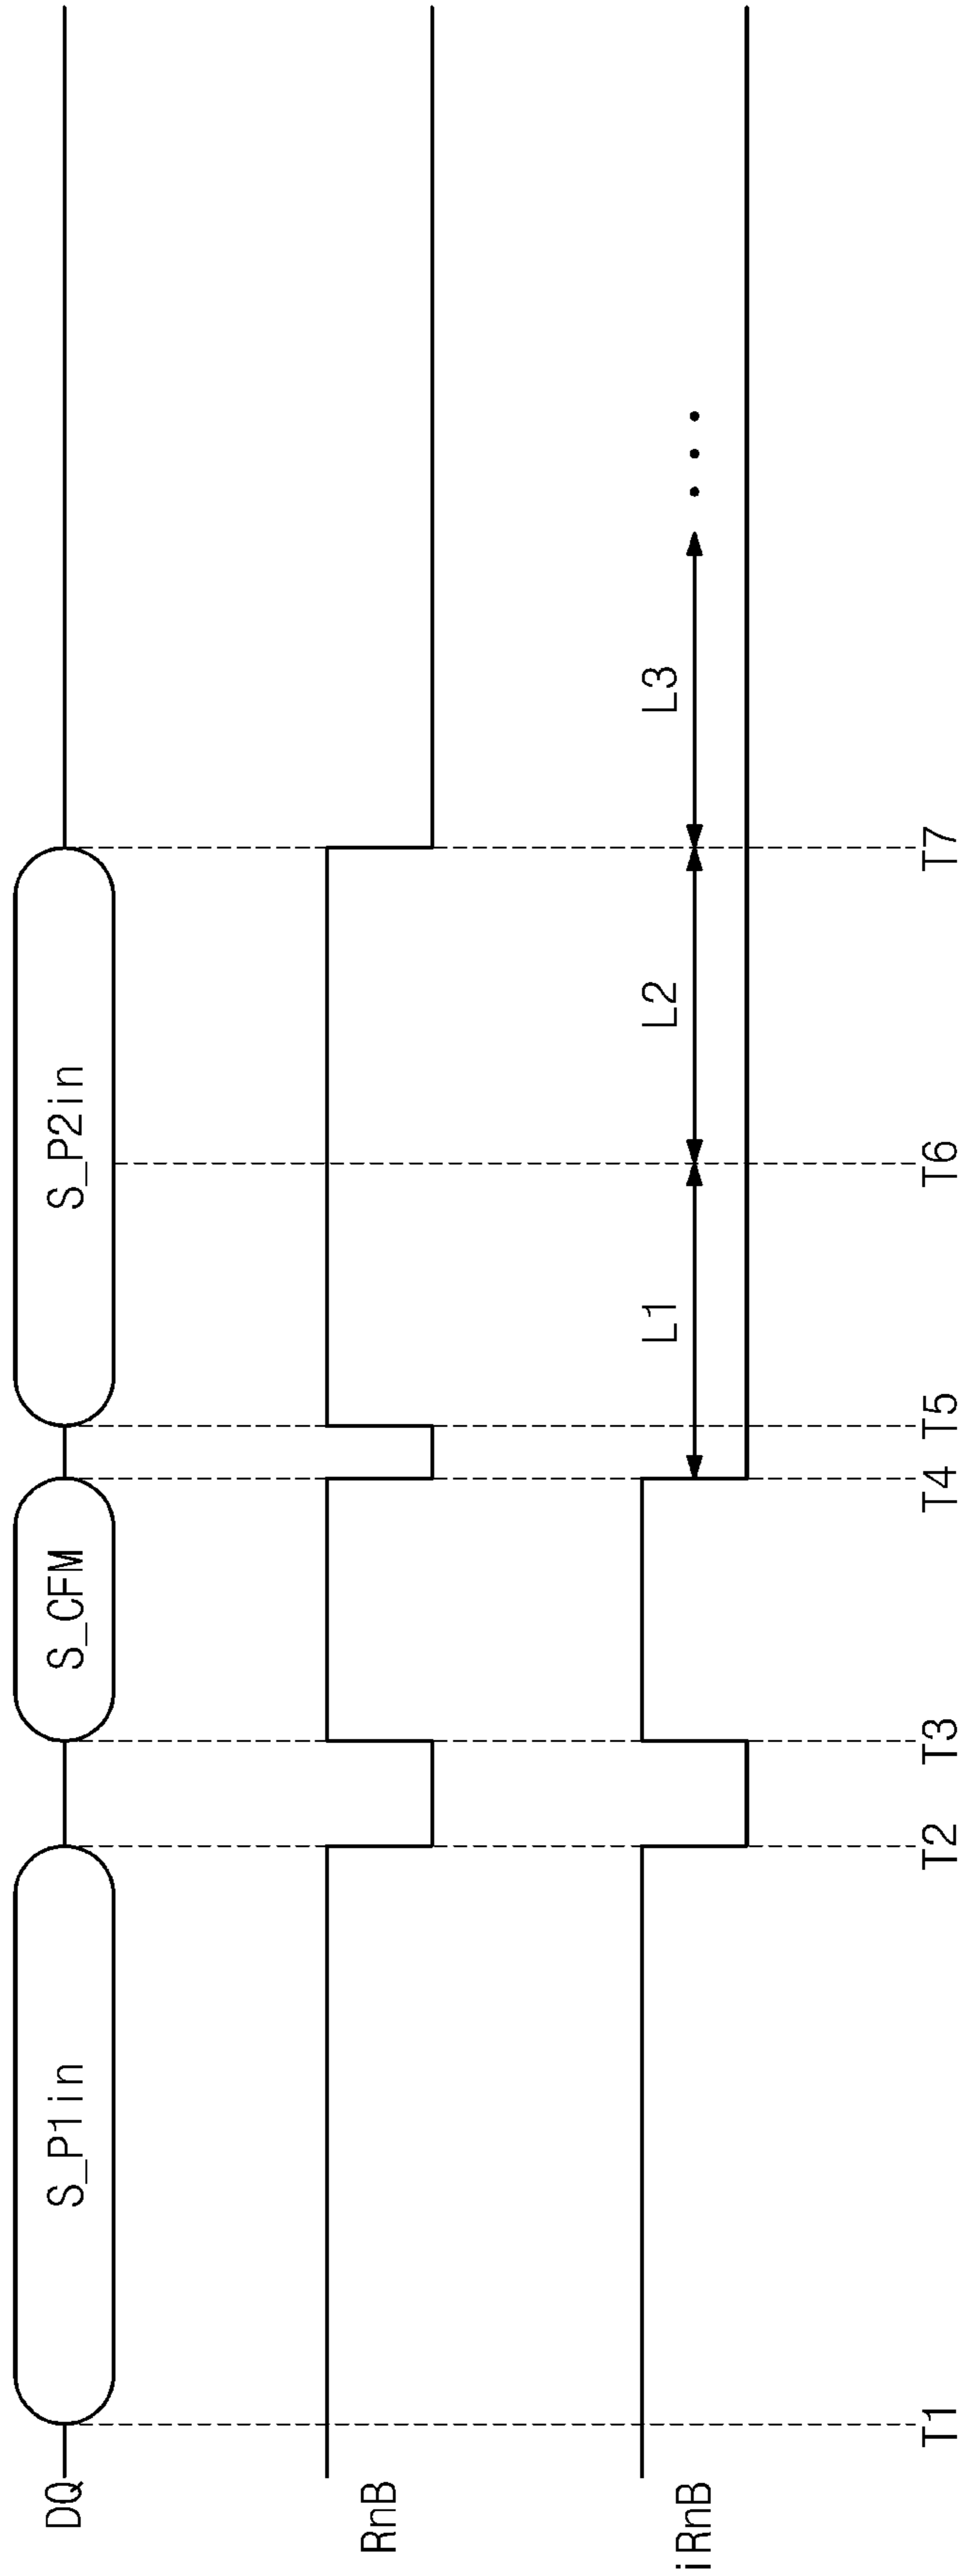 DQ
S_P1in
S_CFM
S_P2in
RnB
iRnB
L1
L2
L3
T1
T2
T3
T4
T5
T6
T7